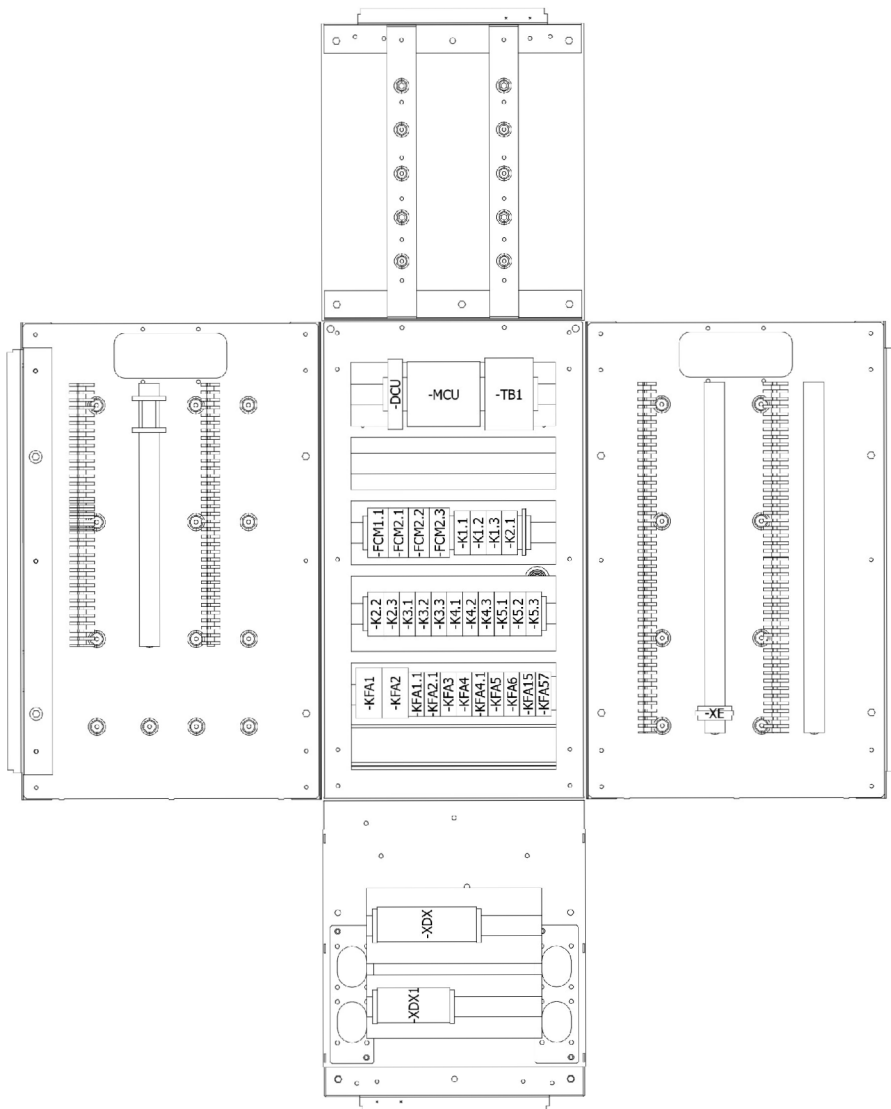 -DCU
-MCU
-TB1
-FCM1.1
-FCM2.1
-FCM2.2
-FCM2.3
-K1.1
-K1.2
-K1.3
-K2.1
-K2.2
-K2.3
-K3.1
-K3.2
-K3.3
-K4.1
-K4.2
-K4.3
-K5.1
-K5.2
-K5.3
-KFA1
-KFA2
-KFA1.1
-KFA2.1
-KFA3
-KFA4
-KFA4.1
-KFA5
-KFA6
-KFA15
-KFA57
-XE
-XDX
-XDX1